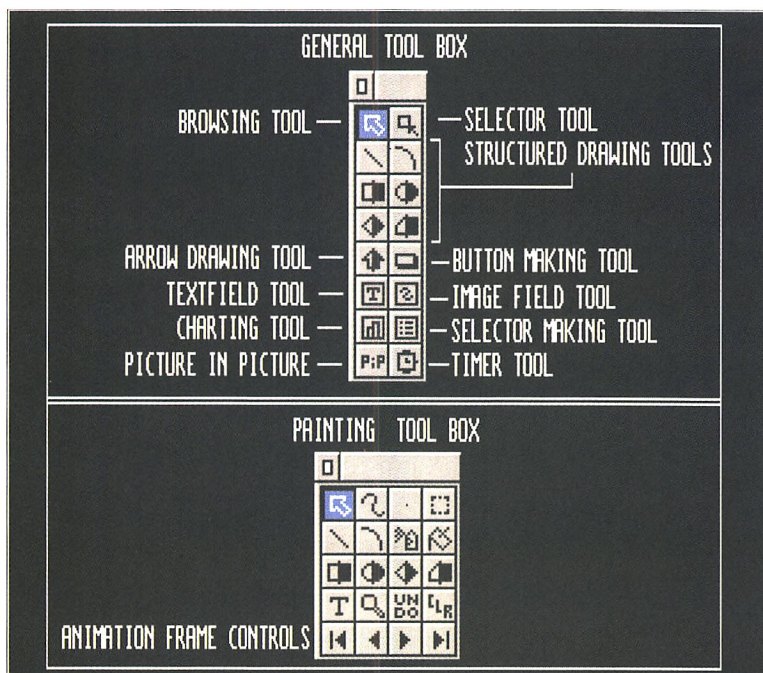 GENERAL TOOL BOX
BROWSING TOOL
SELECTOR TOOL
STRUCTURED DRAWING TOOLS
ARROW DRAWING TOOL
BUTTON MAKING TOOL
TEXTFIELD TOOL
T
IMAGE FIELD TOOL
CHARTING TOOL
SELECTOR MAKING TOOL
PICTURE IN PICTURE
PiP
TIMER TOOL
PAINTING TOOL BOX
T
UN
DO
CLR
ANIMATION FRAME CONTROLS